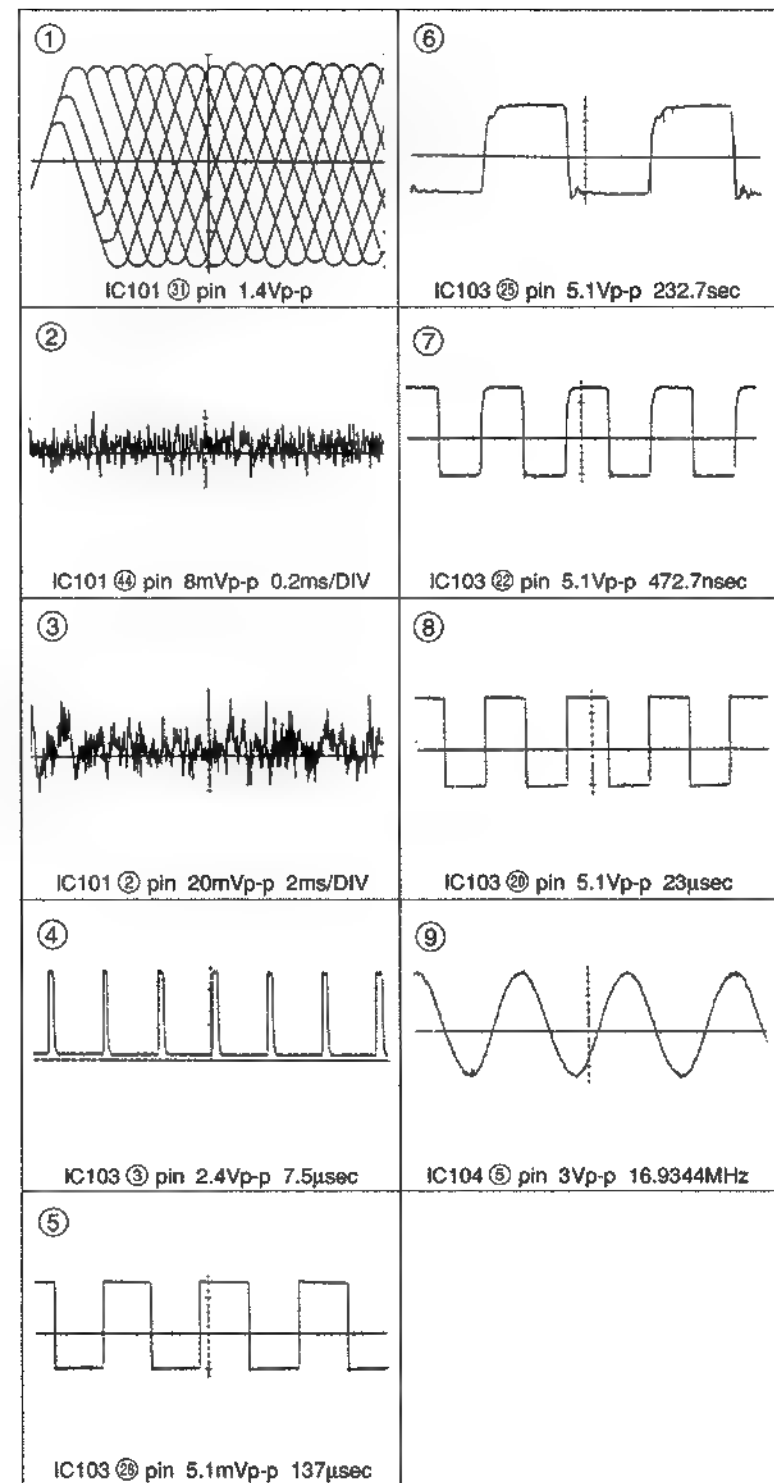 ①
IC101 ㉛ pin 1.4Vp-p
②
IC101 ㊹ pin 8mVp-p 0.2ms/DIV
③
IC101 ② pin 20mVp-p 2ms/DIV
④
IC103 ③ pin 2.4Vp-p 7.5μsec
⑤
IC103 ㉖ pin 5.1mVp-p 137μsec
⑥
IC103 ㉕ pin 5.1Vp-p 232.7sec
⑦
IC103 ㉒ pin 5.1Vp-p 472.7nsec
⑧
IC103 ⑳ pin 5.1Vp-p 23μsec
⑨
IC104 ⑤ pin 3Vp-p 16.9344MHz